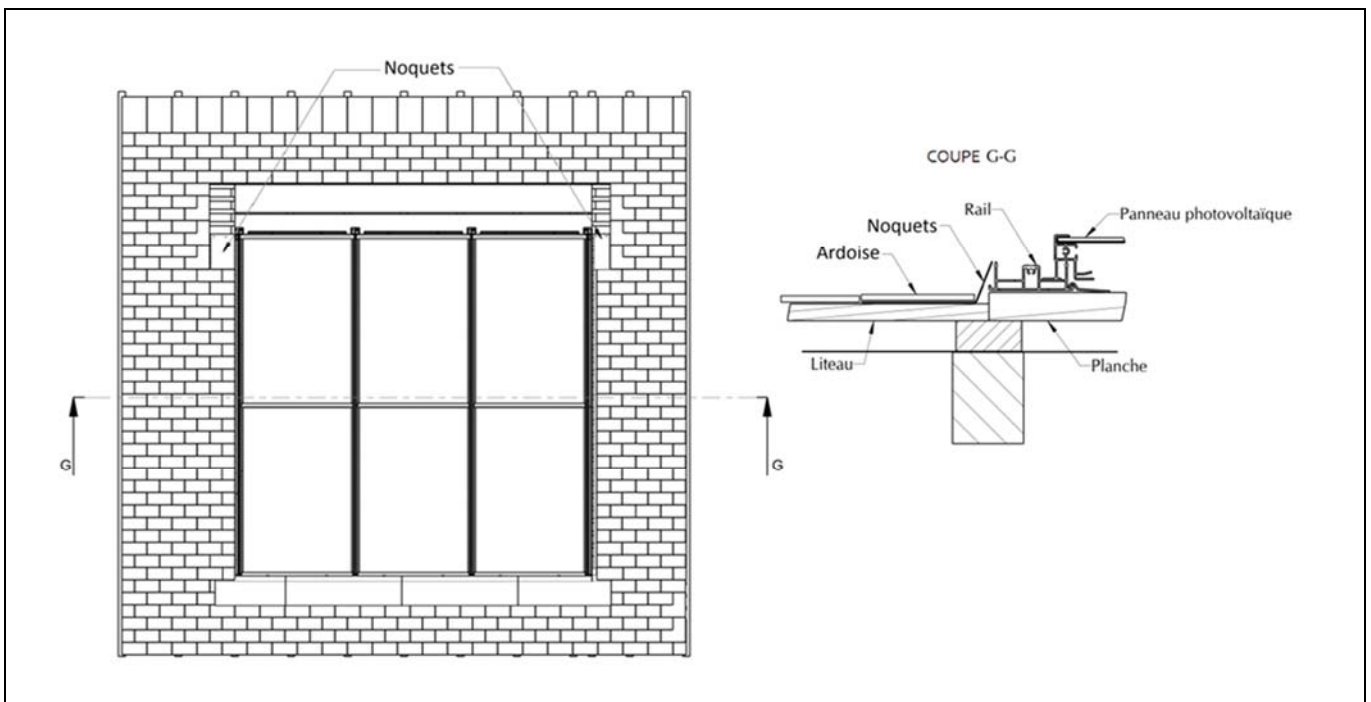 Noquets
G
G
COUPE G-G
Rail
Panneau photovoltaïque
Noquets
Ardoise
Liteau
Planche